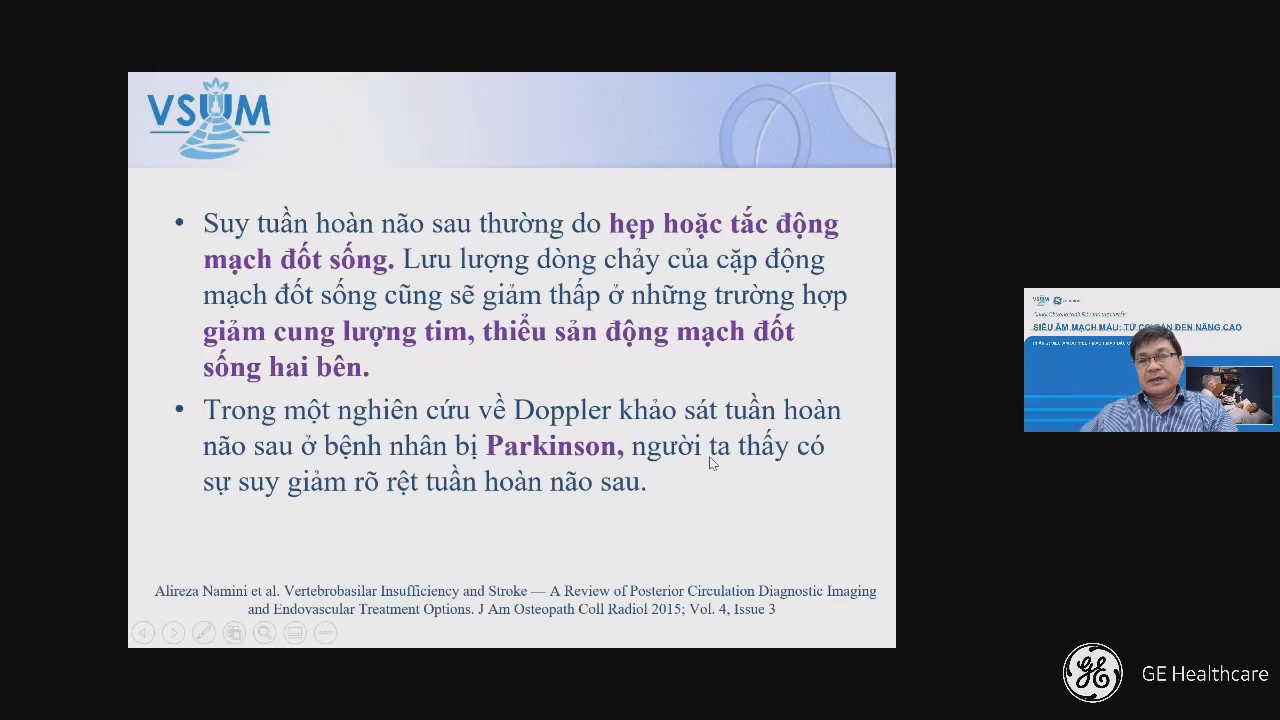 VSUM
• Suy tuần hoàn não sau thường do hẹp hoặc tắc động
mạch đốt sống. Lưu lượng dòng chảy của cặp động
mạch đốt sống cũng sẽ giảm thấp ở những trường hợp
giảm cung lượng tim, thiểu sản động mạch đốt
sống hai bên.
• Trong một nghiên cứu về Doppler khảo sát tuần hoàn
não sau ở bệnh nhân bị Parkinson, người ta thấy có
sự suy giảm rõ rệt tuần hoàn não sau.
Alireza Namini et al. Vertebrobasilar Insufficiency and Stroke — A Review of Posterior Circulation Diagnostic Imaging
and Endovascular Treatment Options. J Am Osteopath Coll Radiol 2015; Vol. 4, Issue 3
VSUM
SIÊU ÂM MẠCH MÁU: TỪ CƠ BẢN ĐẾN NÂNG CAO
GE Healthcare